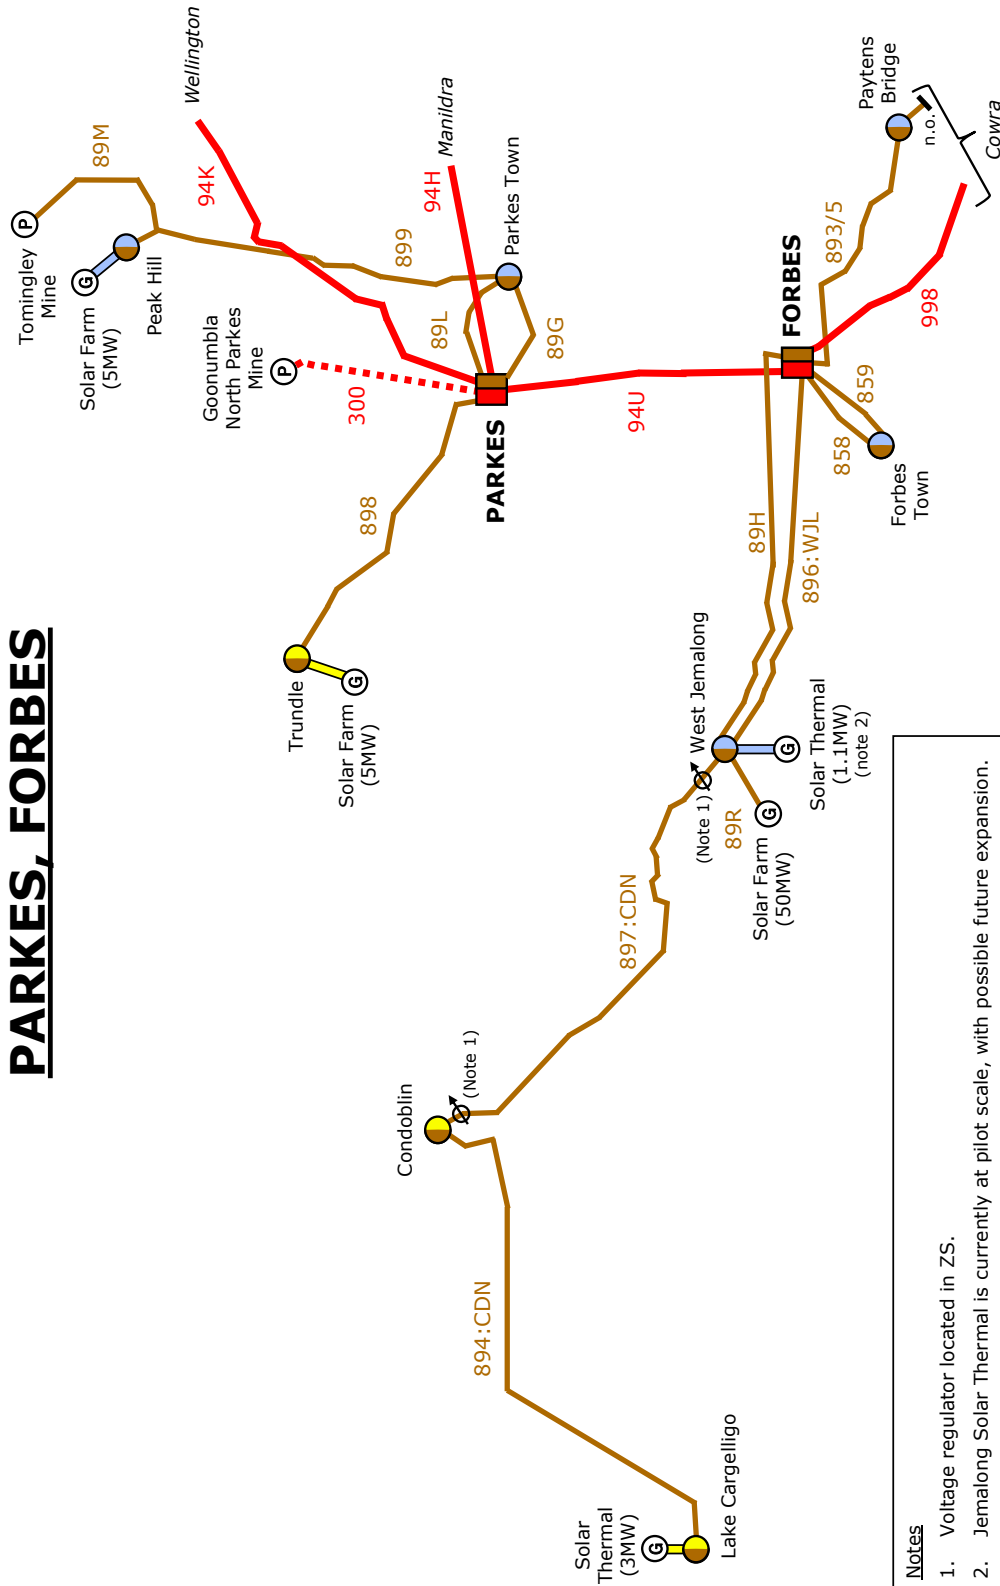 PARKES, FORBES
Solar
Thermal
(3MW)
G
Lake Cargelligo
894:CDN
Condoblin
(Note 1)
897:CDN
Trundle
G
Solar Farm
(5MW)
898
Tomingley
Mine
P
89M
Solar Farm
(5MW)
G
Peak Hill
Goonumbla
North Parkes
Mine
P
300
94K
Wellington
899
94H
Manildra
89L
89G
Parkes Town
PARKES
94U
West Jemalong
(Note 1)
89R
G
Solar Farm
(50MW)
G
Solar Thermal
(1.1MW)
(note 2)
89H
896:WJL
FORBES
858
859
Forbes
Town
893/5
998
Paytens
Bridge
n.o.
Cowra
Notes
1. Voltage regulator located in ZS.
2. Jemalong Solar Thermal is currently at pilot scale, with possible future expansion.